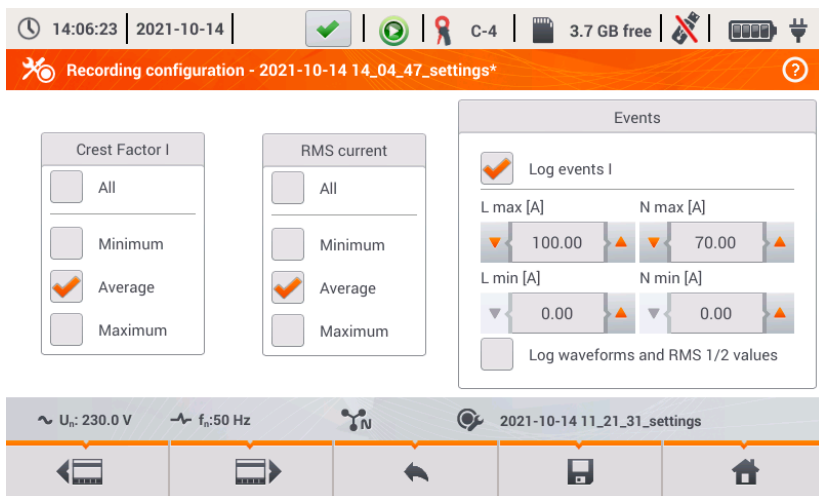 14:06:23 2021-10-14 C-4 3.7 GB free
Recording configuration - 2021-10-14 14_04_47_settings* ?
Crest Factor I
All
Minimum
Average
Maximum
RMS current
All
Minimum
Average
Maximum
Events
Log events I
L max [A] N max [A]
100.00 70.00
L min [A] N min [A]
0.00 0.00
Log waveforms and RMS 1/2 values
Un: 230.0 V fn:50 Hz N 2021-10-14 11_21_31_settings